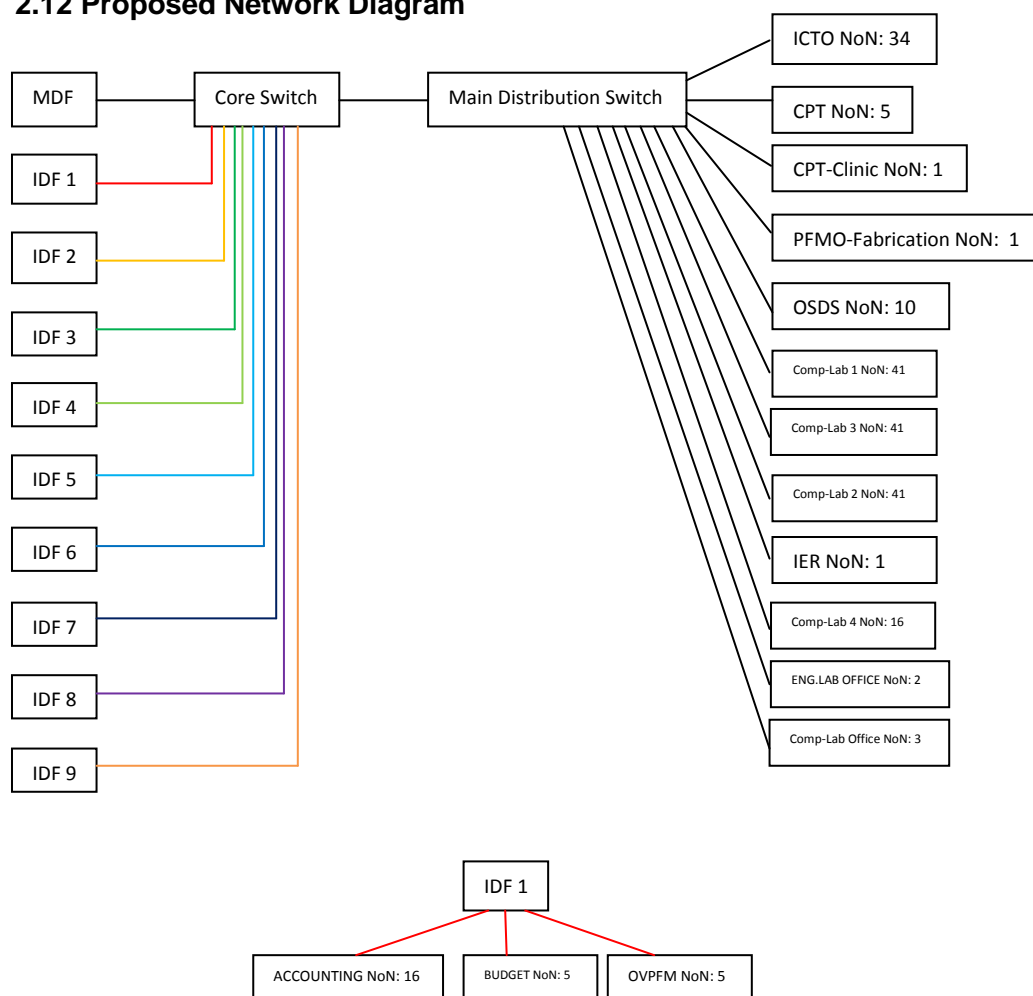 2.12 Proposed Network Diagram
ICTO NoN: 34
MDF
Core Switch
Main Distribution Switch
CPT NoN: 5
CPT-Clinic NoN: 1
IDF 1
PFMO-Fabrication NoN: 1
IDF 2
OSDS NoN: 10
IDF 3
Comp-Lab 1 NoN: 41
IDF 4
Comp-Lab 3 NoN: 41
IDF 5
Comp-Lab 2 NoN: 41
IDF 6
IER NoN: 1
IDF 7
Comp-Lab 4 NoN: 16
IDF 8
ENG.LAB OFFICE NoN: 2
Comp-Lab Office NoN: 3
IDF 9
IDF 1
ACCOUNTING NoN: 16
BUDGET NoN: 5
OVPFM NoN: 5